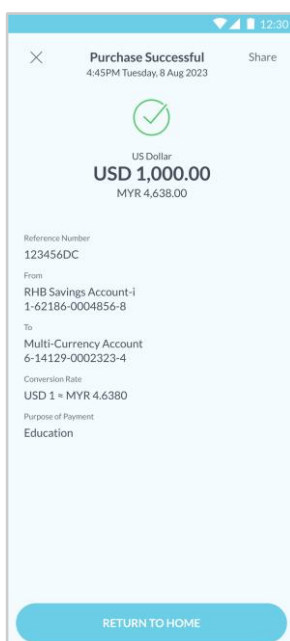 12:30
Purchase Successful
Share
4:45PM Tuesday, 8 Aug 2023
US Dollar
USD 1,000.00
MYR 4,638.00
Reference Number
123456DC
From
RHB Savings Account-i
1-62186-0004856-8
To
Multi-Currency Account
6-14129-0002323-4
Conversion Rate
USD 1 = MYR 4.6380
Purpose of Payment
Education
RETURN TO HOME